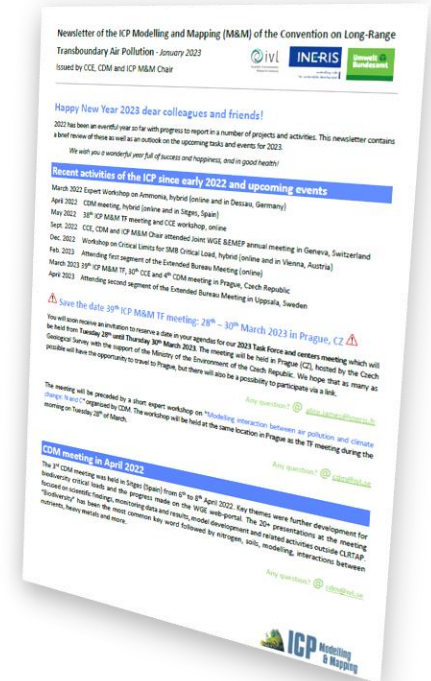 Newsletter of the ICP Modelling and Mapping (M&M) of the Convention on Long-Range
Transboundary Air Pollution - January 2023
Issued by CCE, CDM and ICP M&M Chair
ivl
INERIS
Umwelt
Bundesamt
Happy New Year 2023 dear colleagues and friends!
2022 has been an eventful year so far with progress to report in a number of projects and activities. This newsletter contains
a brief review of these as well as an outlook on the upcoming tasks and events for 2023.
We wish you a wonderful year full of success and happiness, and in good health!
Recent activities of the ICP since early 2022 and upcoming events
March 2022 Expert Workshop on Ammonia, hybrid (online and in Dessau, Germany)
April 2022 CDM meeting, hybrid (online and in Sitges, Spain)
May 2022 38th ICP M&M TF meeting and CCE workshop, online
Sept. 2022 CCE, CDM and ICP M&M Chair attended Joint WGE &EMEP annual meeting in Geneva, Switzerland
Dec. 2022 Workshop on Critical Limits for SMB Critical Load, hybrid (online and in Vienna, Austria)
Feb. 2023 Attending first segment of the Extended Bureau Meeting (online)
March 2023 39th ICP M&M TF, 30th CCE and 4th CDM meeting in Prague, Czech Republic
April 2023 Attending second segment of the Extended Bureau Meeting in Uppsala, Sweden
Save the date 39th ICP M&M TF meeting: 28th – 30th March 2023 in Prague, CZ
You will soon receive an invitation to reserve a date in your agendas for our 2023 Task Force and centers meeting which will
be held from Tuesday 28th until Thursday 30th March 2023. The meeting will be held in Prague (CZ), hosted by the Czech
Geological Survey with the support of the Ministry of the Environment of the Czech Republic. We hope that as many as
possible will have the opportunity to travel to Prague, but there will also be a possibility to participate via a link.
Any question? @ alice.james@ineris.fr
The meeting will be preceded by a short expert workshop on "Modelling interaction between air pollution and climate
change: N and C" organised by CDM. The workshop will be held at the same location in Prague as the TF meeting during the
morning on Tuesday 28th of March.
Any question? @ cdm@ivl.se
CDM meeting in April 2022
The 3rd CDM meeting was held in Sitges (Spain) from 6th to 8th April 2022. Key themes were further development for
biodiversity critical loads and the progress made on the WGE web-portal. The 20+ presentations at the meeting
focused on scientific findings, monitoring data and results, model development and related activities outside CLRTAP.
"Biodiversity" has been the most common key word followed by nitrogen, soils, modelling, interactions between
nutrients, heavy metals and more.
Any question? @ cdm@ivl.se
ICP Modelling
& Mapping